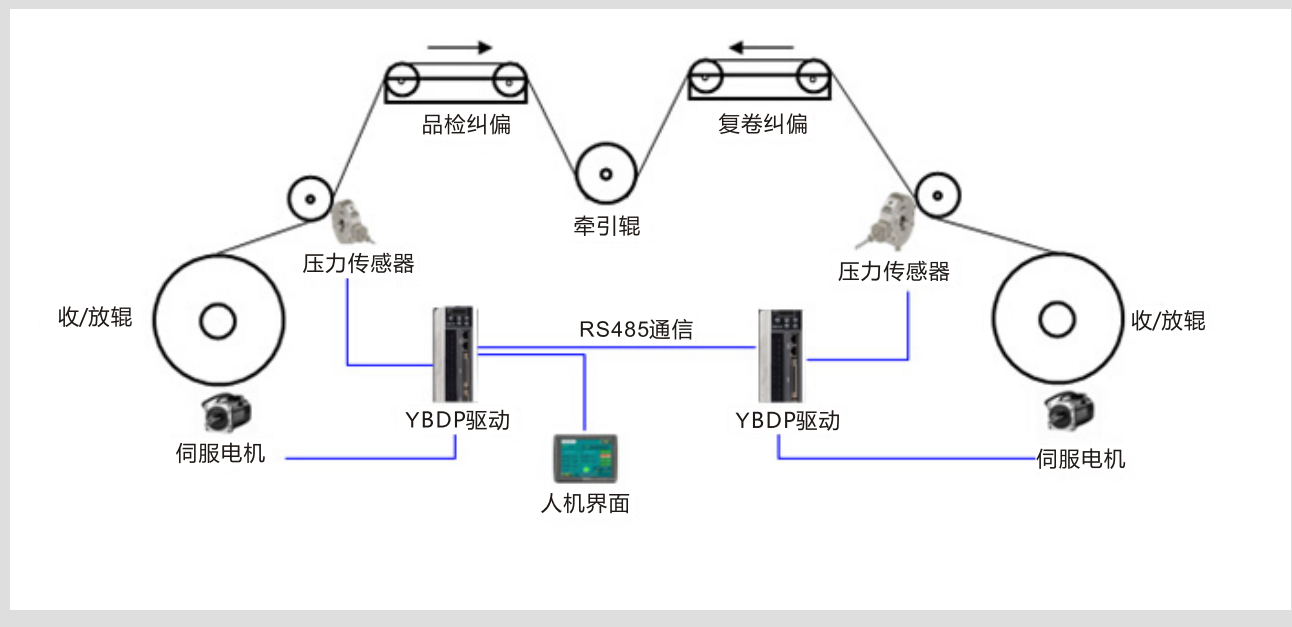 品检纠偏
复卷纠偏
牵引辊
压力传感器
压力传感器
收/放辊
收/放辊
RS485通信
YBDP驱动
YBDP驱动
伺服电机
伺服电机
人机界面